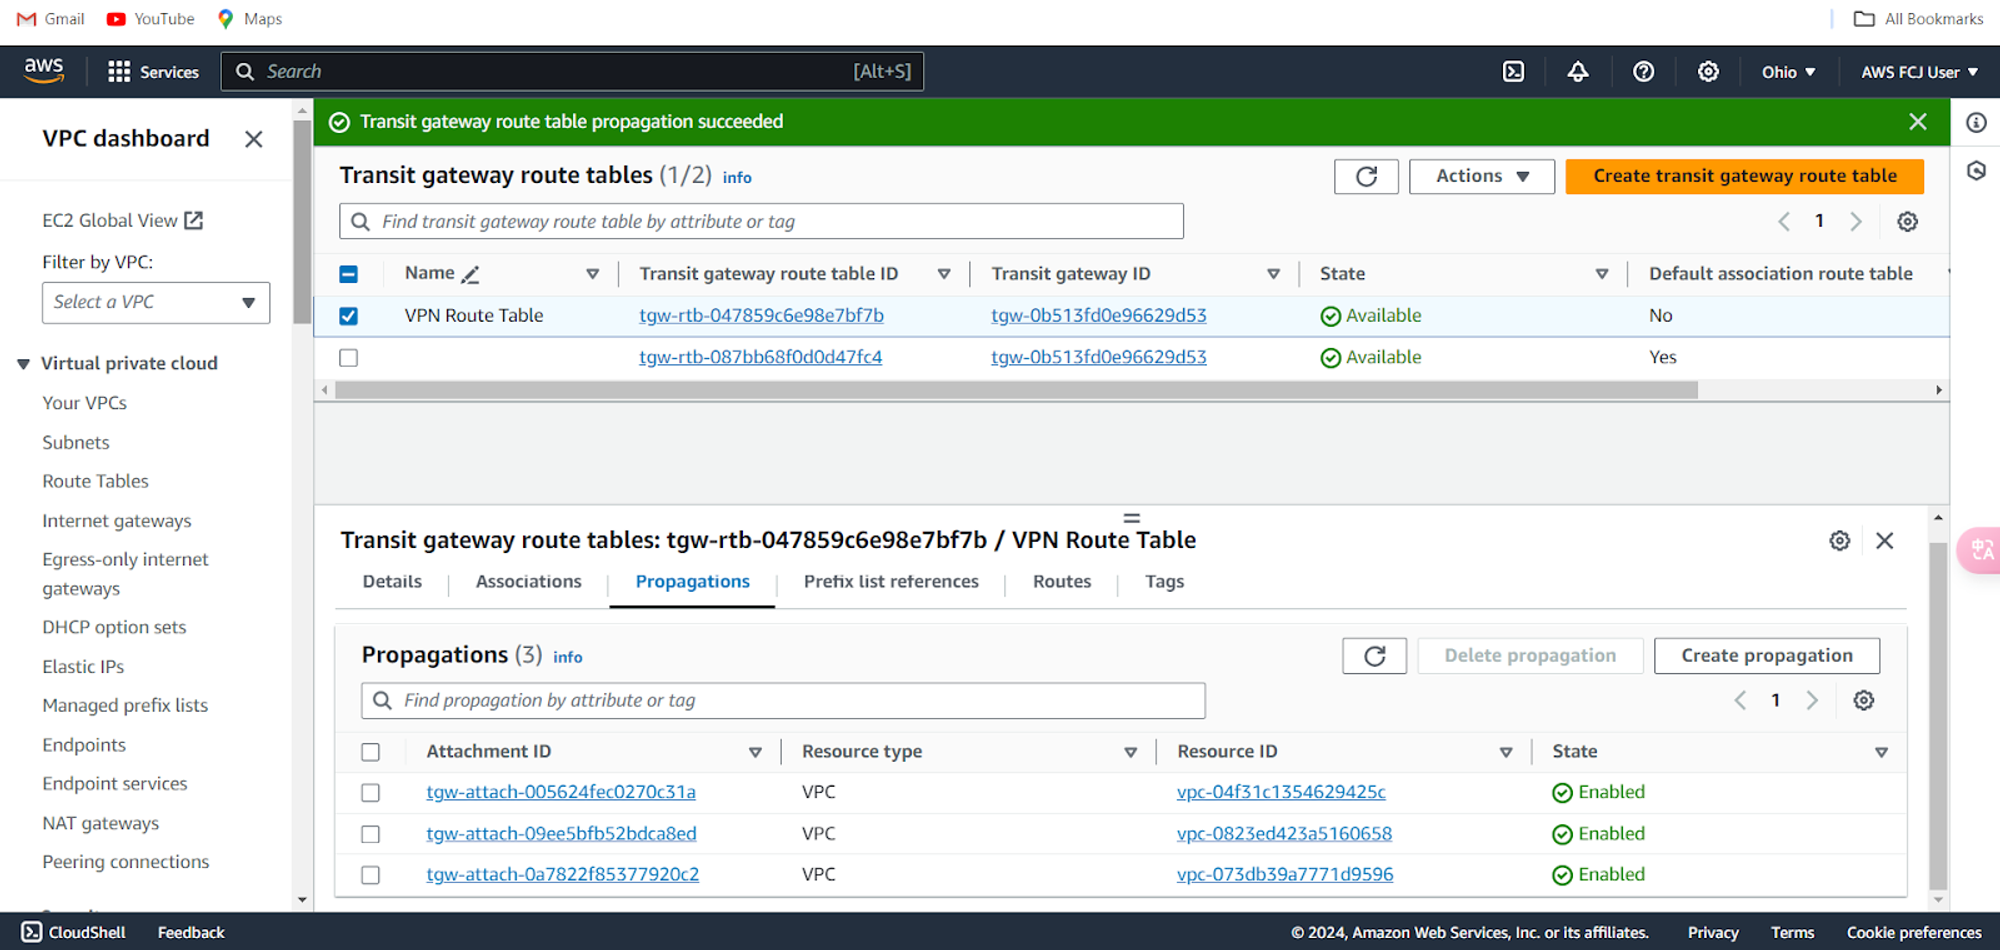 Gmail YouTube Maps All Bookmarks
aws Services Search [Alt+S] Ohio AWS FCJ User
VPC dashboard
EC2 Global View
Filter by VPC:
Select a VPC
Virtual private cloud
Your VPCs
Subnets
Route Tables
Internet gateways
Egress-only internet
gateways
DHCP option sets
Elastic IPs
Managed prefix lists
Endpoints
Endpoint services
NAT gateways
Peering connections
Transit gateway route table propagation succeeded
Transit gateway route tables (1/2) info
Actions
Create transit gateway route table
Find transit gateway route table by attribute or tag
1
Name Transit gateway route table ID Transit gateway ID State Default association route table
VPN Route Table tgw-rtb-047859c6e98e7bf7b tgw-0b513fd0e96629d53 Available No
tgw-rtb-087bb68f0d0d47fc4 tgw-0b513fd0e96629d53 Available Yes
Transit gateway route tables: tgw-rtb-047859c6e98e7bf7b / VPN Route Table
Details Associations Propagations Prefix list references Routes Tags
Propagations (3) info
Delete propagation Create propagation
Find propagation by attribute or tag
1
Attachment ID Resource type Resource ID State
tgw-attach-005624fec0270c31a VPC vpc-04f31c1354629425c Enabled
tgw-attach-09ee5bfb52bdca8ed VPC vpc-0823ed423a5160658 Enabled
tgw-attach-0a7822f85377920c2 VPC vpc-073db39a7771d9596 Enabled
中A
CloudShell Feedback © 2024, Amazon Web Services, Inc. or its affiliates. Privacy Terms Cookie preferences